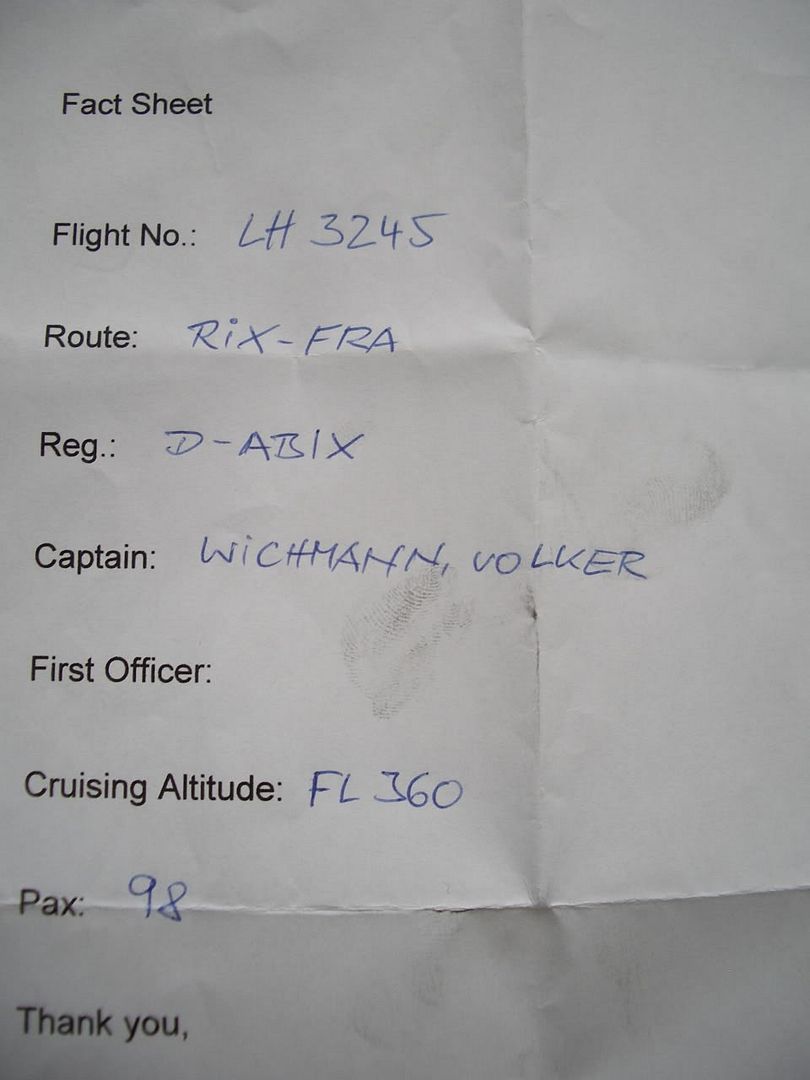 Fact Sheet
Flight No.: LH 3245
Route: RiX-FRA
Reg.: D-ABIX
Captain: WiCHMANN, VOLKER
First Officer:
Cruising Altitude: FL 360
Pax: 98
Thank you,